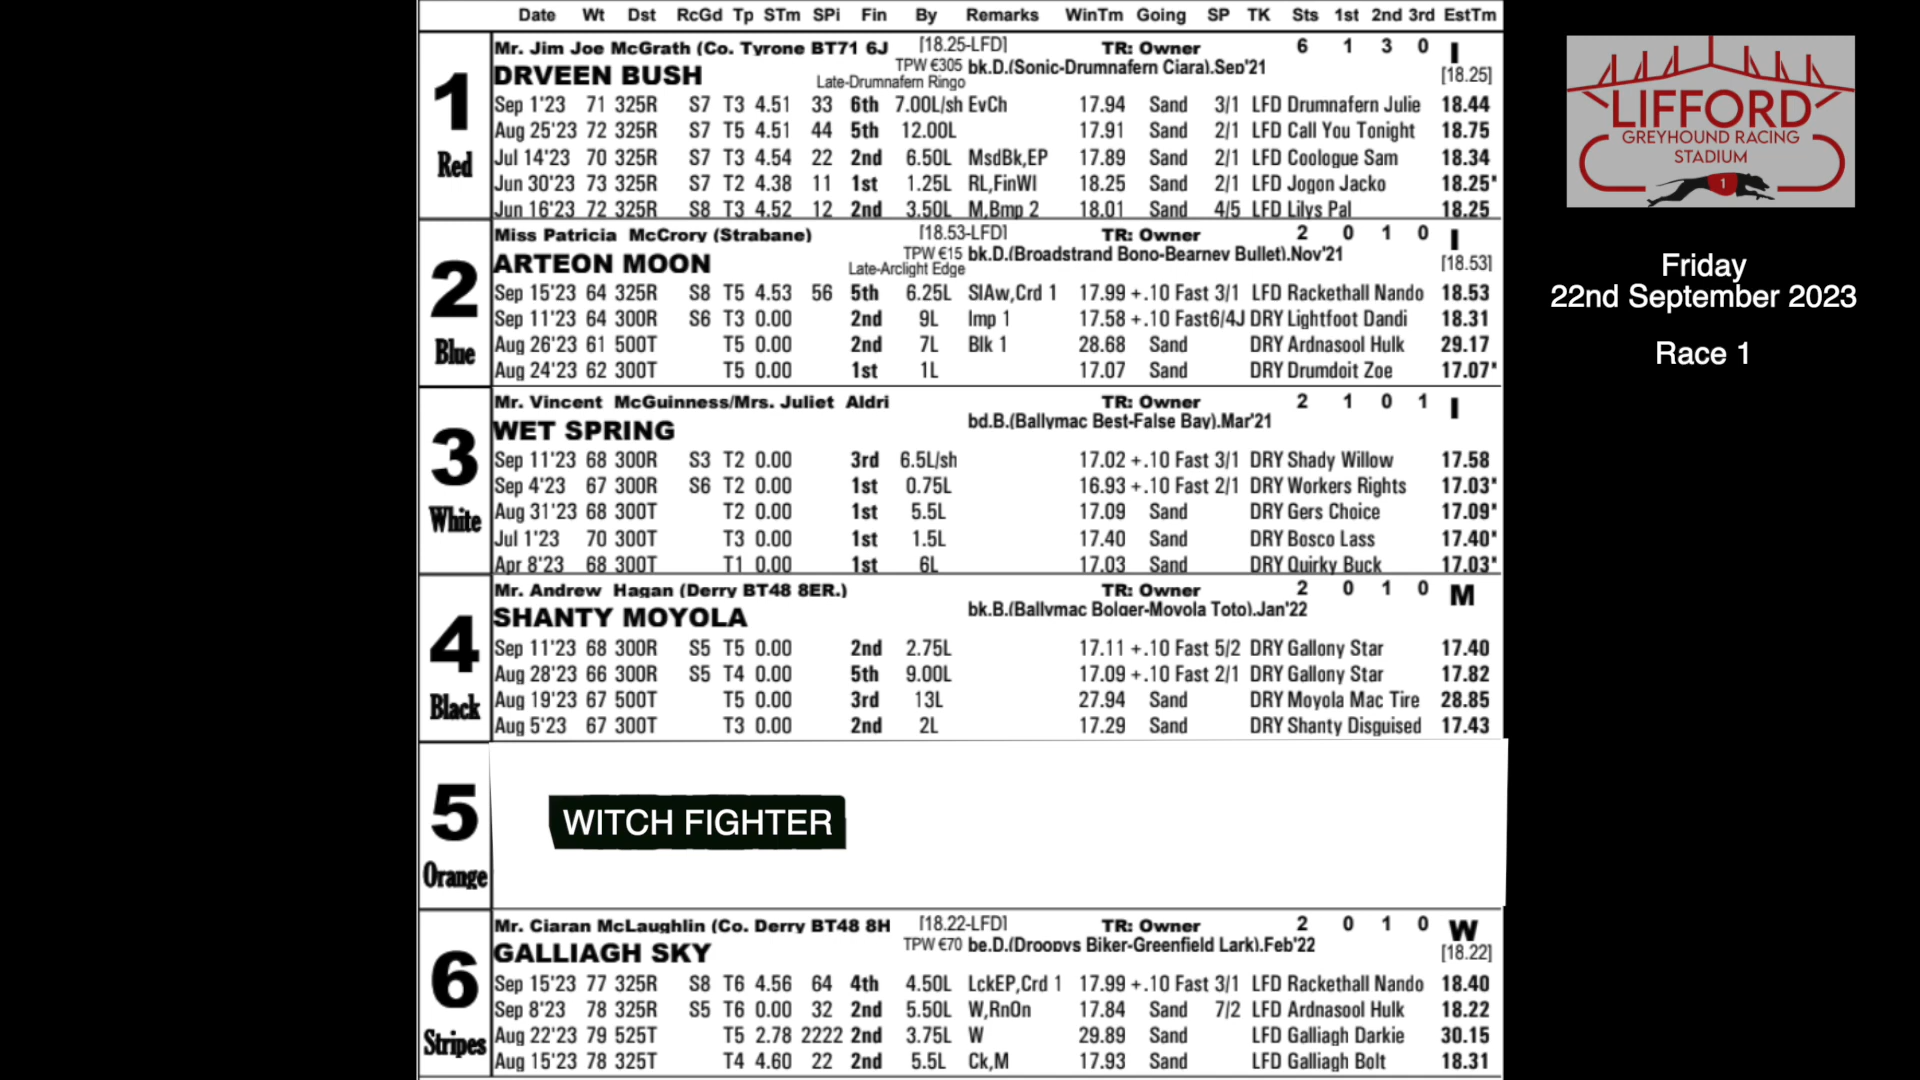 Date Wt Dst RcGd Tp STm SPi Fin By Remarks WinTm Going SP TK Sts 1st 2nd 3rd EstTm
1
Red
Mr. Jim Joe McGrath (Co. Tyrone BT71 6J [18.25-LFD] TR: Owner 6 1 3 0 I
DRVEEN BUSH TPW €305 bk.D.(Sonic-Drumnafern Ciara).Sep'21 [18.25]
Late-Drumnafern Ringo
Sep 1'23 71 325R S7 T3 4.51 33 6th 7.00L/sh EvCh 17.94 Sand 3/1 LFD Drumnafern Julie 18.44
Aug 25'23 72 325R S7 T5 4.51 44 5th 12.00L 17.91 Sand 2/1 LFD Call You Tonight 18.75
Jul 14'23 70 325R S7 T3 4.54 22 2nd 6.50L MsdBk,EP 17.89 Sand 2/1 LFD Coologue Sam 18.34
Jun 30'23 73 325R S7 T2 4.38 11 1st 1.25L RL,FinWl 18.25 Sand 2/1 LFD Jogon Jacko 18.25*
Jun 16'23 72 325R S8 T3 4.52 12 2nd 3.50L M,Bmp 2 18.01 Sand 4/5 LFD Lilys Pal 18.25
2
Blue
Miss Patricia McCrory (Strabane) [18.53-LFD] TR: Owner 2 0 1 0 I
ARTEON MOON TPW €15 bk.D.(Broadstrand Bono-Bearney Bullet).Nov'21 [18.53]
Late-Arclight Edge
Sep 15'23 64 325R S8 T5 4.53 56 5th 6.25L SlAw,Crd 1 17.99 +.10 Fast 3/1 LFD Rackethall Nando 18.53
Sep 11'23 64 300R S6 T3 0.00 2nd 9L Imp 1 17.58 +.10 Fast 6/4J DRY Lightfoot Dandi 18.31
Aug 26'23 61 500T T5 0.00 2nd 7L Blk 1 28.68 Sand DRY Ardnasool Hulk 29.17
Aug 24'23 62 300T T5 0.00 1st 1L 17.07 Sand DRY Drumdoit Zoe 17.07*
3
White
Mr. Vincent McGuinness/Mrs. Juliet Aldri TR: Owner 2 1 0 1 I
WET SPRING bd.B.(Ballymac Best-False Bay).Mar'21
Sep 11'23 68 300R S3 T2 0.00 3rd 6.5L/sh 17.02 +.10 Fast 3/1 DRY Shady Willow 17.58
Sep 4'23 67 300R S6 T2 0.00 1st 0.75L 16.93 +.10 Fast 2/1 DRY Workers Rights 17.03*
Aug 31'23 68 300T T2 0.00 1st 5.5L 17.09 Sand DRY Gers Choice 17.09*
Jul 1'23 70 300T T3 0.00 1st 1.5L 17.40 Sand DRY Bosco Lass 17.40*
Apr 8'23 68 300T T1 0.00 1st 6L 17.03 Sand DRY Quirky Buck 17.03*
4
Black
Mr. Andrew Hagan (Derry BT48 8ER.) TR: Owner 2 0 1 0 M
SHANTY MOYOLA bk.B.(Ballymac Bolger-Moyola Toto).Jan'22
Sep 11'23 68 300R S5 T5 0.00 2nd 2.75L 17.11 +.10 Fast 5/2 DRY Gallony Star 17.40
Aug 28'23 66 300R S5 T4 0.00 5th 9.00L 17.09 +.10 Fast 2/1 DRY Gallony Star 17.82
Aug 19'23 67 500T T5 0.00 3rd 13L 27.94 Sand DRY Moyola Mac Tire 28.85
Aug 5'23 67 300T T3 0.00 2nd 2L 17.29 Sand DRY Shanty Disguised 17.43
5
Orange
WITCH FIGHTER
6
Stripes
Mr. Ciaran McLaughlin (Co. Derry BT48 8H [18.22-LFD] TR: Owner 2 0 1 0 W
GALLIAGH SKY TPW €70 be.D.(Droopys Biker-Greenfield Lark).Feb'22 [18.22]
Sep 15'23 77 325R S8 T6 4.56 64 4th 4.50L LckEP,Crd 1 17.99 +.10 Fast 3/1 LFD Rackethall Nando 18.40
Sep 8'23 78 325R S5 T6 0.00 32 2nd 5.50L W,RnOn 17.84 Sand 7/2 LFD Ardnasool Hulk 18.22
Aug 22'23 79 525T T5 2.78 2222 2nd 3.75L W 29.89 Sand LFD Galliagh Darkie 30.15
Aug 15'23 78 325T T4 4.60 22 2nd 5.5L Ck,M 17.93 Sand LFD Galliagh Bolt 18.31
LIFFORD
GREYHOUND RACING
STADIUM
1
Friday
22nd September 2023
Race 1